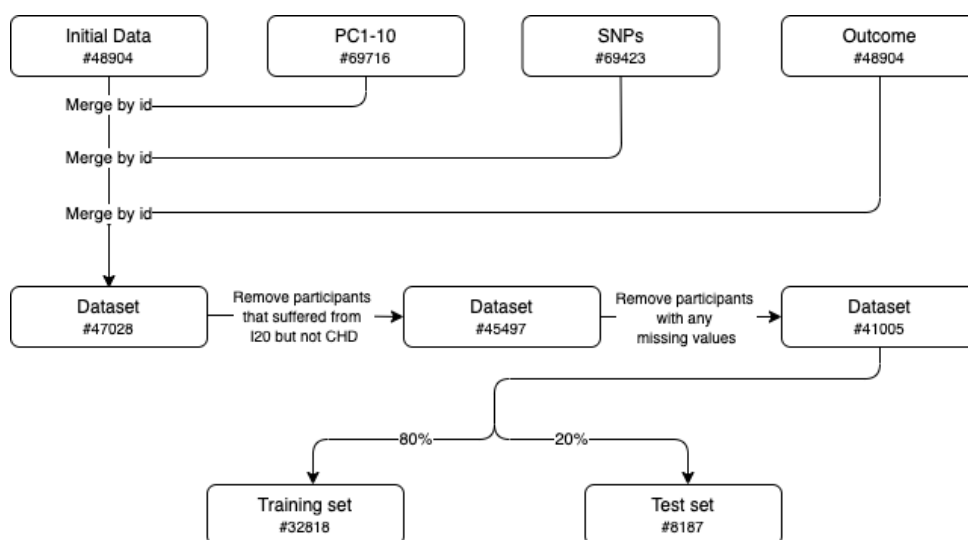 Initial Data
#48904
PC1-10
#69716
SNPs
#69423
Outcome
#48904
Merge by id
Merge by id
Merge by id
Dataset
#47028
Remove participants
that suffered from
I20 but not CHD
Dataset
#45497
Remove participants
with any
missing values
Dataset
#41005
80%
20%
Training set
#32818
Test set
#8187